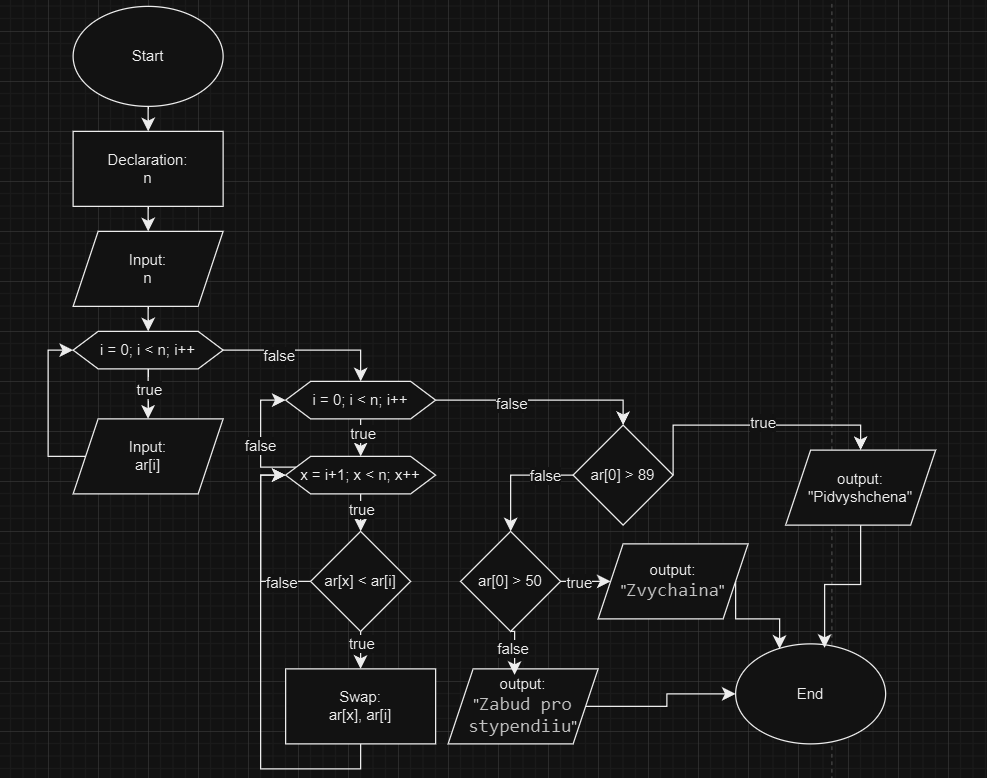 Start
Declaration:
n
Input:
n
i = 0; i < n; i++
false
true
Input:
ar[i]
i = 0; i < n; i++
false
true
false
x = i+1; x < n; x++
true
ar[x] < ar[i]
false
true
Swap:
ar[x], ar[i]
ar[0] > 89
true
false
output:
"Pidvyshchena"
ar[0] > 50
true
output:
"Zvychaina"
false
output:
"Zabud pro
stypendiiu"
End